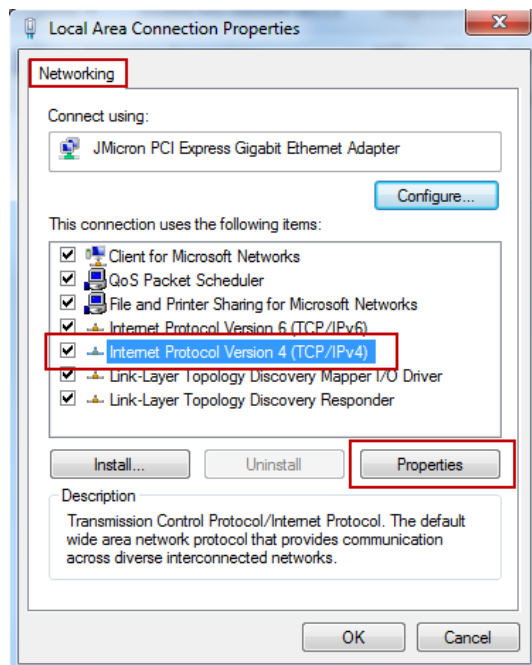 Local Area Connection Properties
Networking
Connect using:
JMicron PCI Express Gigabit Ethernet Adapter
Configure...
This connection uses the following items:
Client for Microsoft Networks
QoS Packet Scheduler
File and Printer Sharing for Microsoft Networks
Internet Protocol Version 6 (TCP/IPv6)
Internet Protocol Version 4 (TCP/IPv4)
Link-Layer Topology Discovery Mapper I/O Driver
Link-Layer Topology Discovery Responder
Install... Uninstall Properties
Description
Transmission Control Protocol/Internet Protocol. The default
wide area network protocol that provides communication
across diverse interconnected networks.
OK Cancel